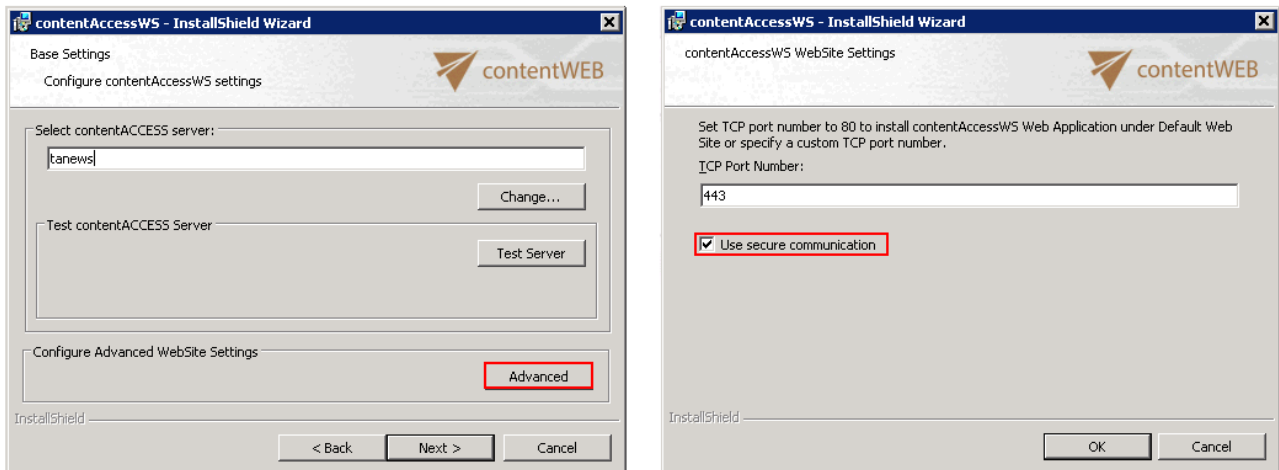 contentAccessWS - InstallShield Wizard
Base Settings
Configure contentAccessWS settings
contentWEB
Select contentACCESS server:
tanews
Change...
Test contentACCESS Server
Test Server
Configure Advanced WebSite Settings
Advanced
InstallShield
< Back
Next >
Cancel
contentAccessWS - InstallShield Wizard
contentAccessWS WebSite Settings
contentWEB
Set TCP port number to 80 to install contentAccessWS Web Application under Default Web
Site or specify a custom TCP port number.
TCP Port Number:
443
Use secure communication
InstallShield
OK
Cancel